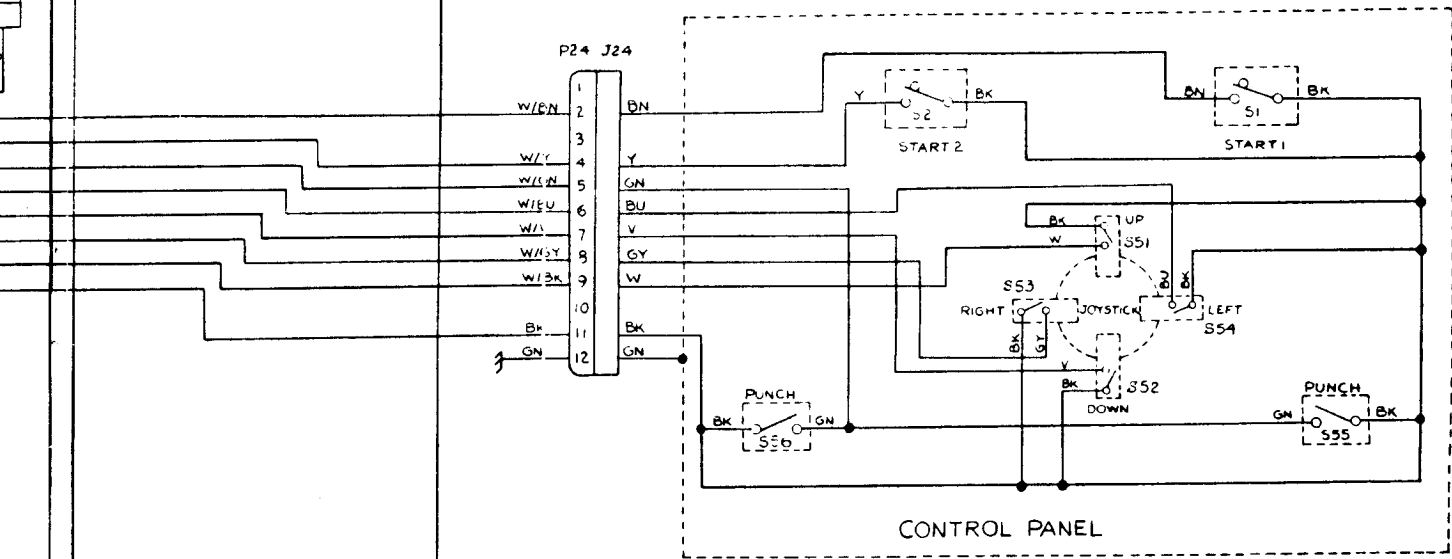 P24 J24
1
W/BN 2 BN
3
W/Y 4 Y
5 GN
6 BU
7 V
W/GY 8 GY
W/BK 9 W
10
BK 11 BK
GN 12 GN
Y S2 BK
START 2
BN S1 BK
START 1
BK UP
W S51
S53
RIGHT JOYSTICK LEFT
BU BK
S54
BK GY
V
BK S52
DOWN
PUNCH
BK S56 GN
PUNCH
GN S55 BK
CONTROL PANEL